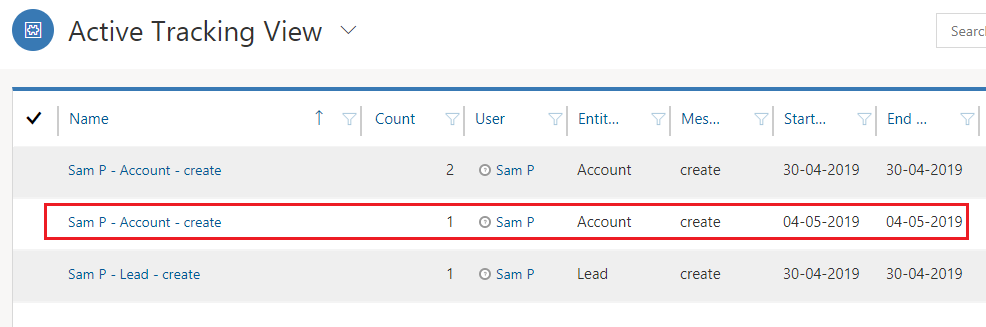 Active Tracking View
Search
Name Count User Entit... Mes... Start... End ...
Sam P - Account - create 2 Sam P Account create 30-04-2019 30-04-2019
Sam P - Account - create 1 Sam P Account create 04-05-2019 04-05-2019
Sam P - Lead - create 1 Sam P Lead create 30-04-2019 30-04-2019